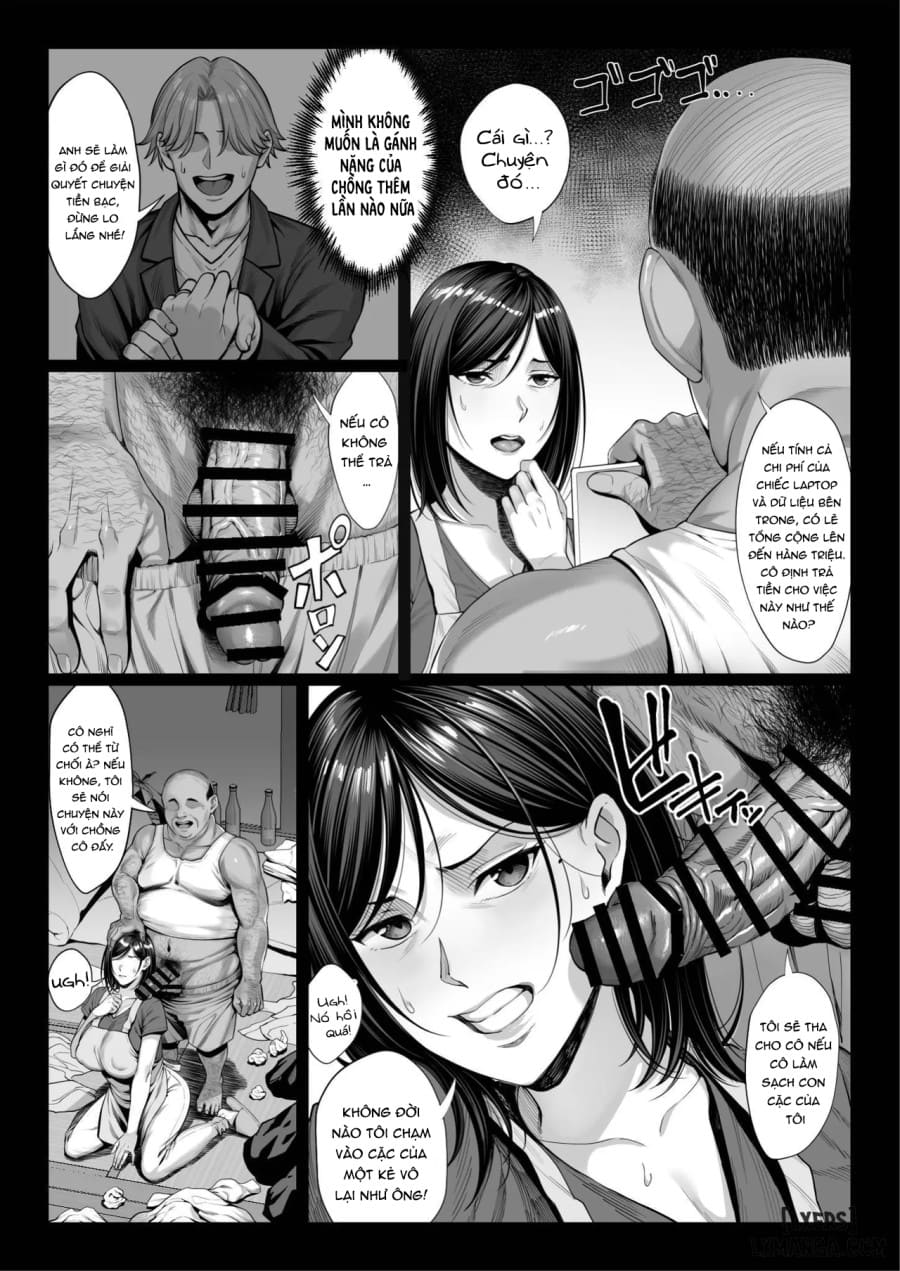 ゴゴゴ....
CÁI GÌ...?
CHUYỆN
ĐÓ...
MÌNH KHÔNG
MUỐN LÀ GÁNH
NẶNG CỦA
CHỒNG THÊM
LẦN NÀO NỮA
ANH SẼ LÀM
GÌ ĐÓ ĐỂ GIẢI
QUYẾT CHUYỆN
TIỀN BẠC,
ĐỪNG LO
LẮNG NHÉ!
NẾU TÍNH CẢ
CHI PHÍ CỦA
CHIẾC LAPTOP
VÀ DỮ LIỆU BÊN
TRONG, CÓ LẼ
TỔNG CỘNG LÊN
ĐẾN HÀNG TRIỆU.
CÔ ĐỊNH TRẢ
TIỀN CHO VIỆC
NÀY NHƯ THẾ
NÀO?
NẾU CÔ
KHÔNG
THỂ TRẢ
...
ポロン
CÔ NGHĨ
CÓ THỂ TỪ
CHỐI À? NẾU
KHÔNG, TÔI
SẼ NÓI
CHUYỆN NÀY
VỚI CHỒNG
CÔ ĐẤY.
UGH!
ビキィッ
UGH!
NÓ HÔI
QUÁ!
TÔI SẼ THA
CHO CÔ NẾU
CÔ LÀM
SẠCH CON
CẶC CỦA
TÔI
KHÔNG ĐỜI
NÀO TÔI CHẠM
VÀO CẶC CỦA
MỘT KẺ VÔ
LẠI NHƯ ÔNG!
LXMANGA.COM